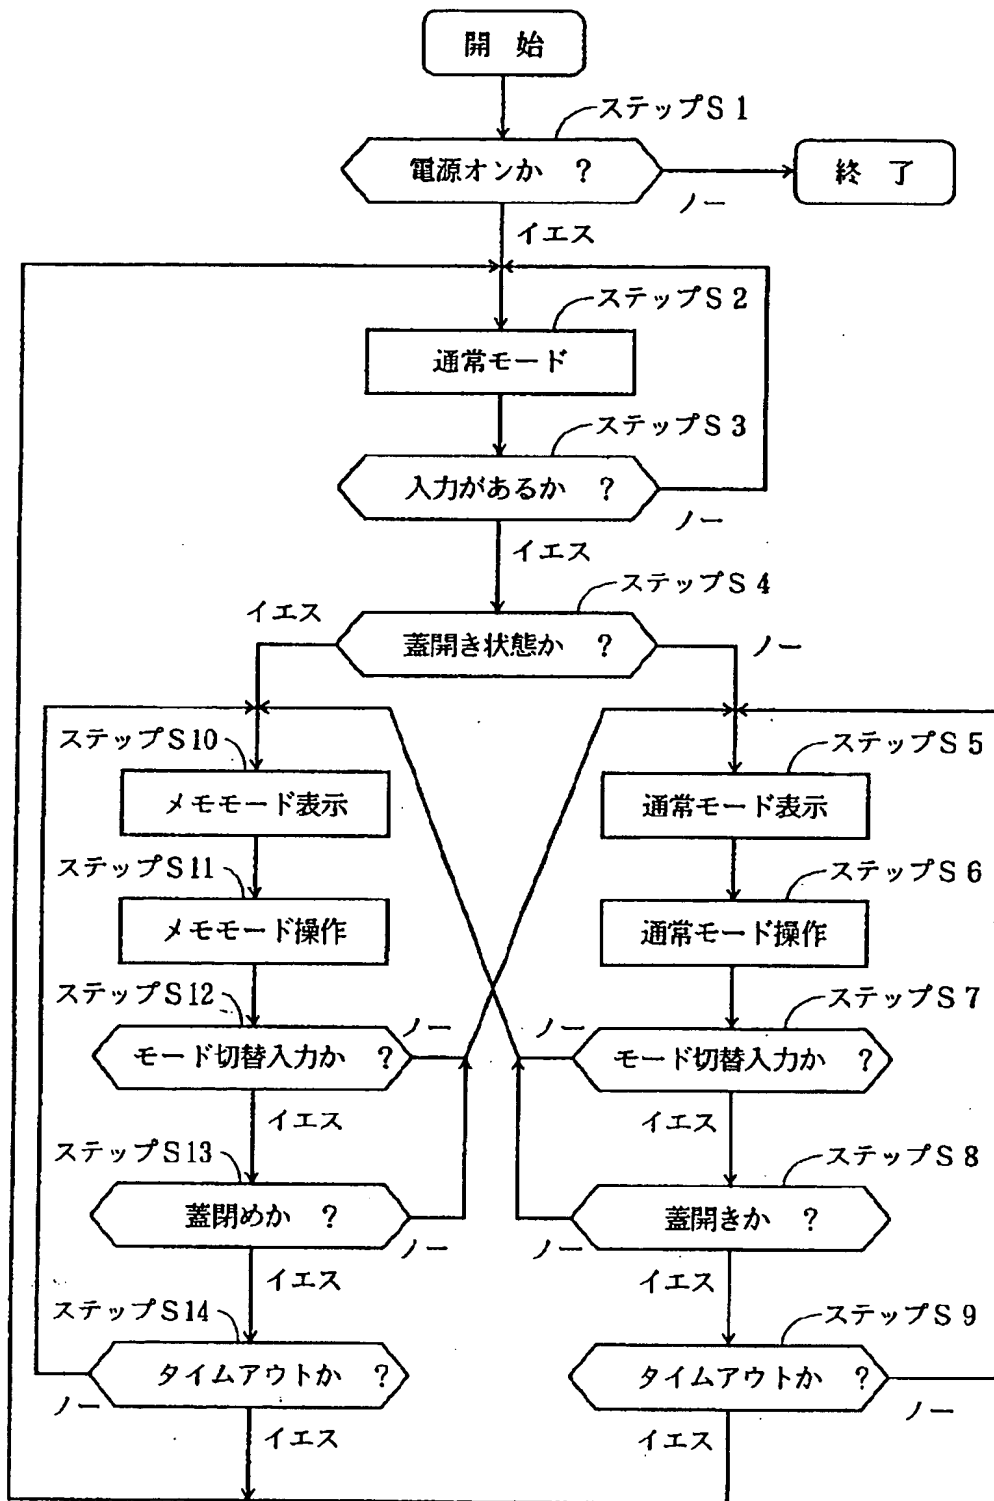 開 始
ステップS1
電源オンか ?
終 了
ノー
イエス
ステップS2
通常モード
ステップS3
入力があるか ?
ノー
イエス
ステップS4
イエス
蓋開き状態か ?
ノー
ステップS10
ステップS5
メモモード表示
通常モード表示
ステップS11
ステップS6
メモモード操作
通常モード操作
ステップS12
ステップS7
ノー
ノー
モード切替入力か ?
モード切替入力か ?
イエス
イエス
ステップS13
ステップS8
蓋閉めか ?
蓋開きか ?
ノー
ノー
イエス
イエス
ステップS14
ステップS9
タイムアウトか ?
タイムアウトか ?
ノー
ノー
イエス
イエス